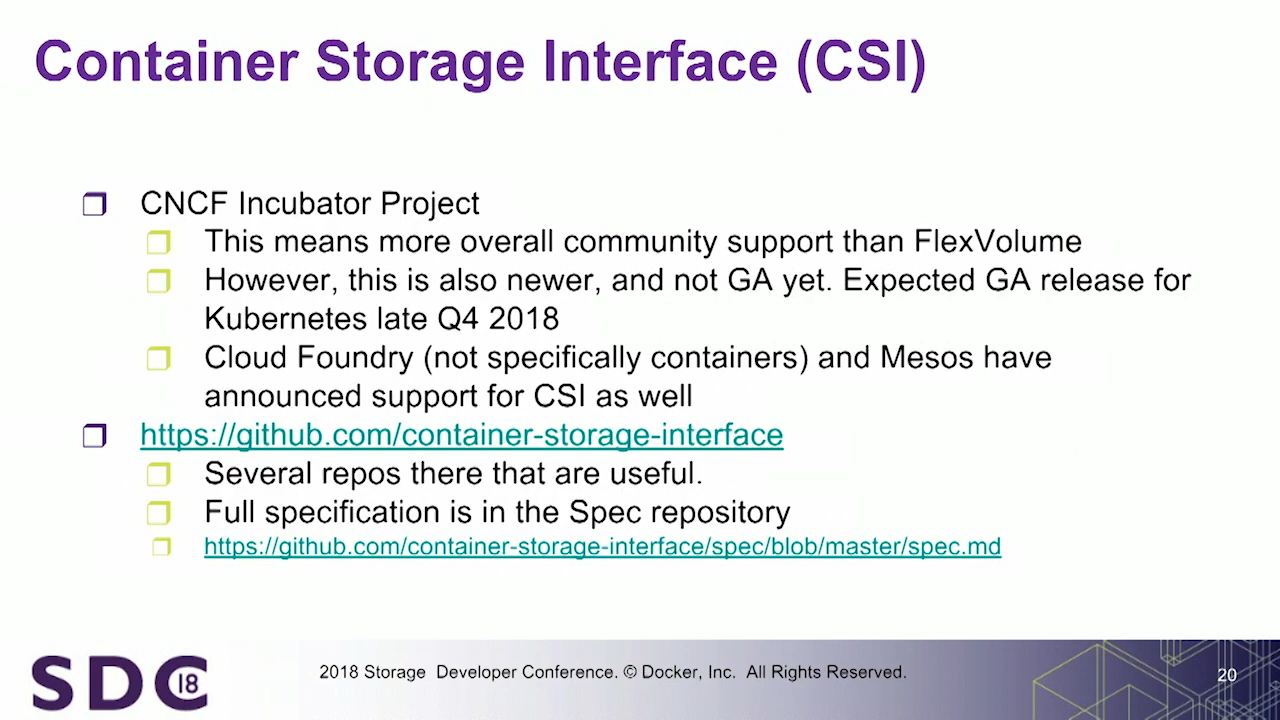 Container Storage Interface (CSI)
CNCF Incubator Project
This means more overall community support than FlexVolume
However, this is also newer, and not GA yet. Expected GA release for
Kubernetes late Q4 2018
Cloud Foundry (not specifically containers) and Mesos have
announced support for CSI as well
https://github.com/container-storage-interface
Several repos there that are useful.
Full specification is in the Spec repository
https://github.com/container-storage-interface/spec/blob/master/spec.md
SDC 18
2018 Storage Developer Conference. © Docker, Inc. All Rights Reserved.
20